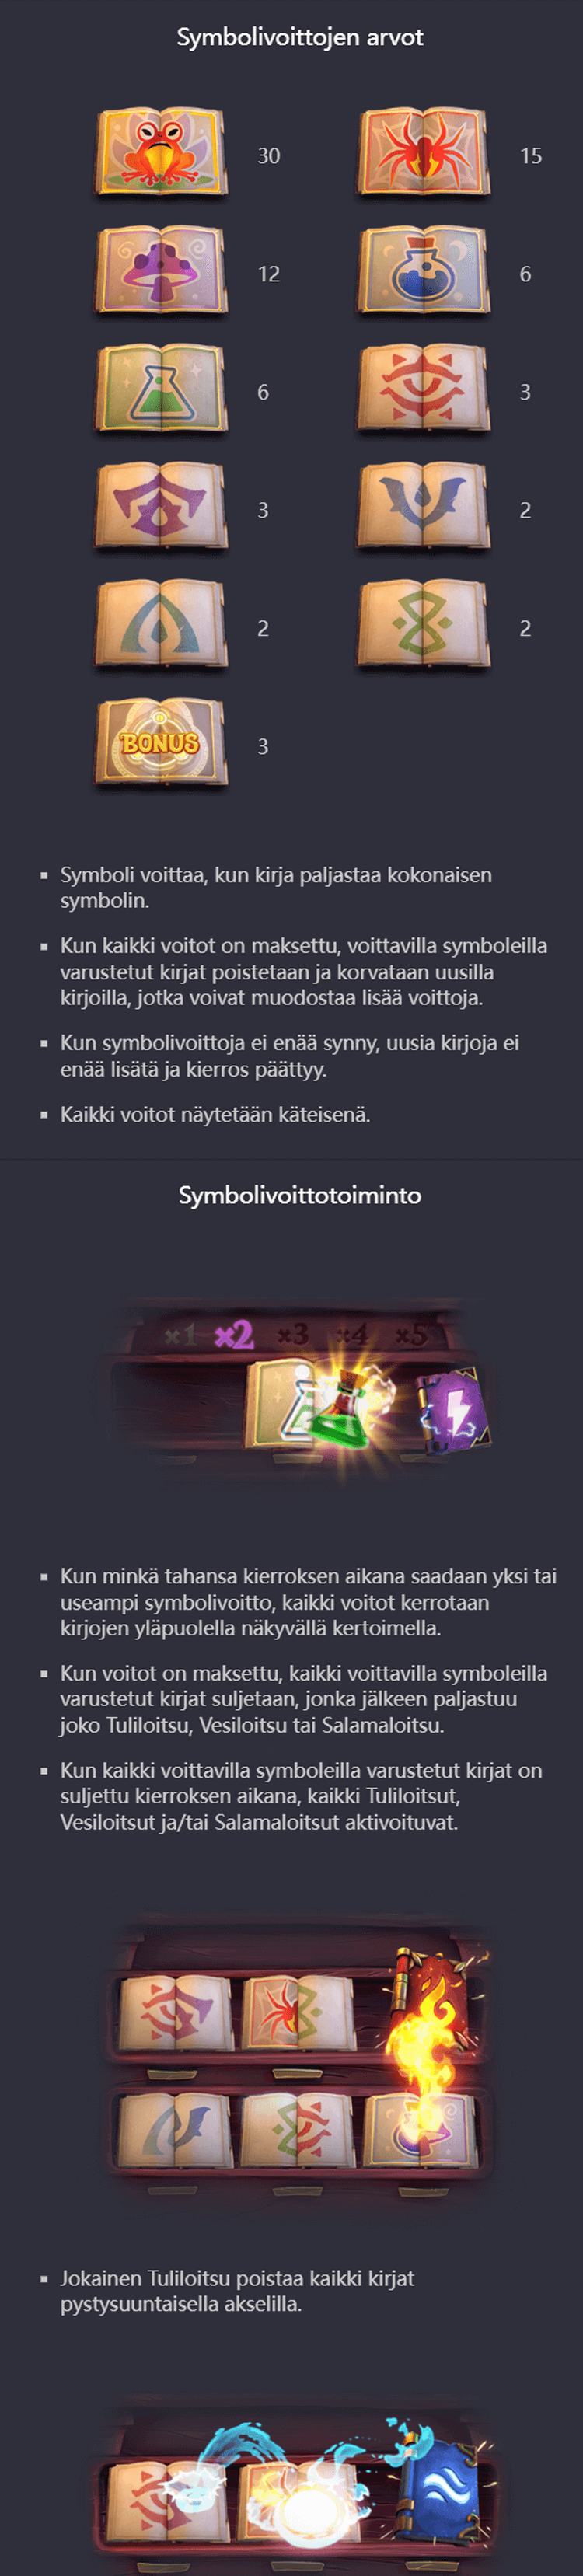 Symbolivoittojen arvot
30
15
12
6
6
3
3
2
2
2
BONUS
3
▪ Symboli voittaa, kun kirja paljastaa kokonaisen
symbolin.
▪ Kun kaikki voitot on maksettu, voittavilla symboleilla
varustetut kirjat poistetaan ja korvataan uusilla
kirjoilla, jotka voivat muodostaa lisää voittoja.
▪ Kun symbolivoittoja ei enää synny, uusia kirjoja ei
enää lisätä ja kierros päättyy.
▪ Kaikki voitot näytetään käteisenä.
Symbolivoittotoiminto
×1 ×2 ×3 ×4 ×5
▪ Kun minkä tahansa kierroksen aikana saadaan yksi tai
useampi symbolivoitto, kaikki voitot kerrotaan
kirjojen yläpuolella näkyvällä kertoimella.
▪ Kun voitot on maksettu, kaikki voittavilla symboleilla
varustetut kirjat suljetaan, jonka jälkeen paljastuu
joko Tuliloitsu, Vesiloitsu tai Salamaloitsu.
▪ Kun kaikki voittavilla symboleilla varustetut kirjat on
suljettu kierroksen aikana, kaikki Tuliloitsut,
Vesiloitsut ja/tai Salamaloitsut aktivoituvat.
▪ Jokainen Tuliloitsu poistaa kaikki kirjat
pystysuuntaisella akselilla.